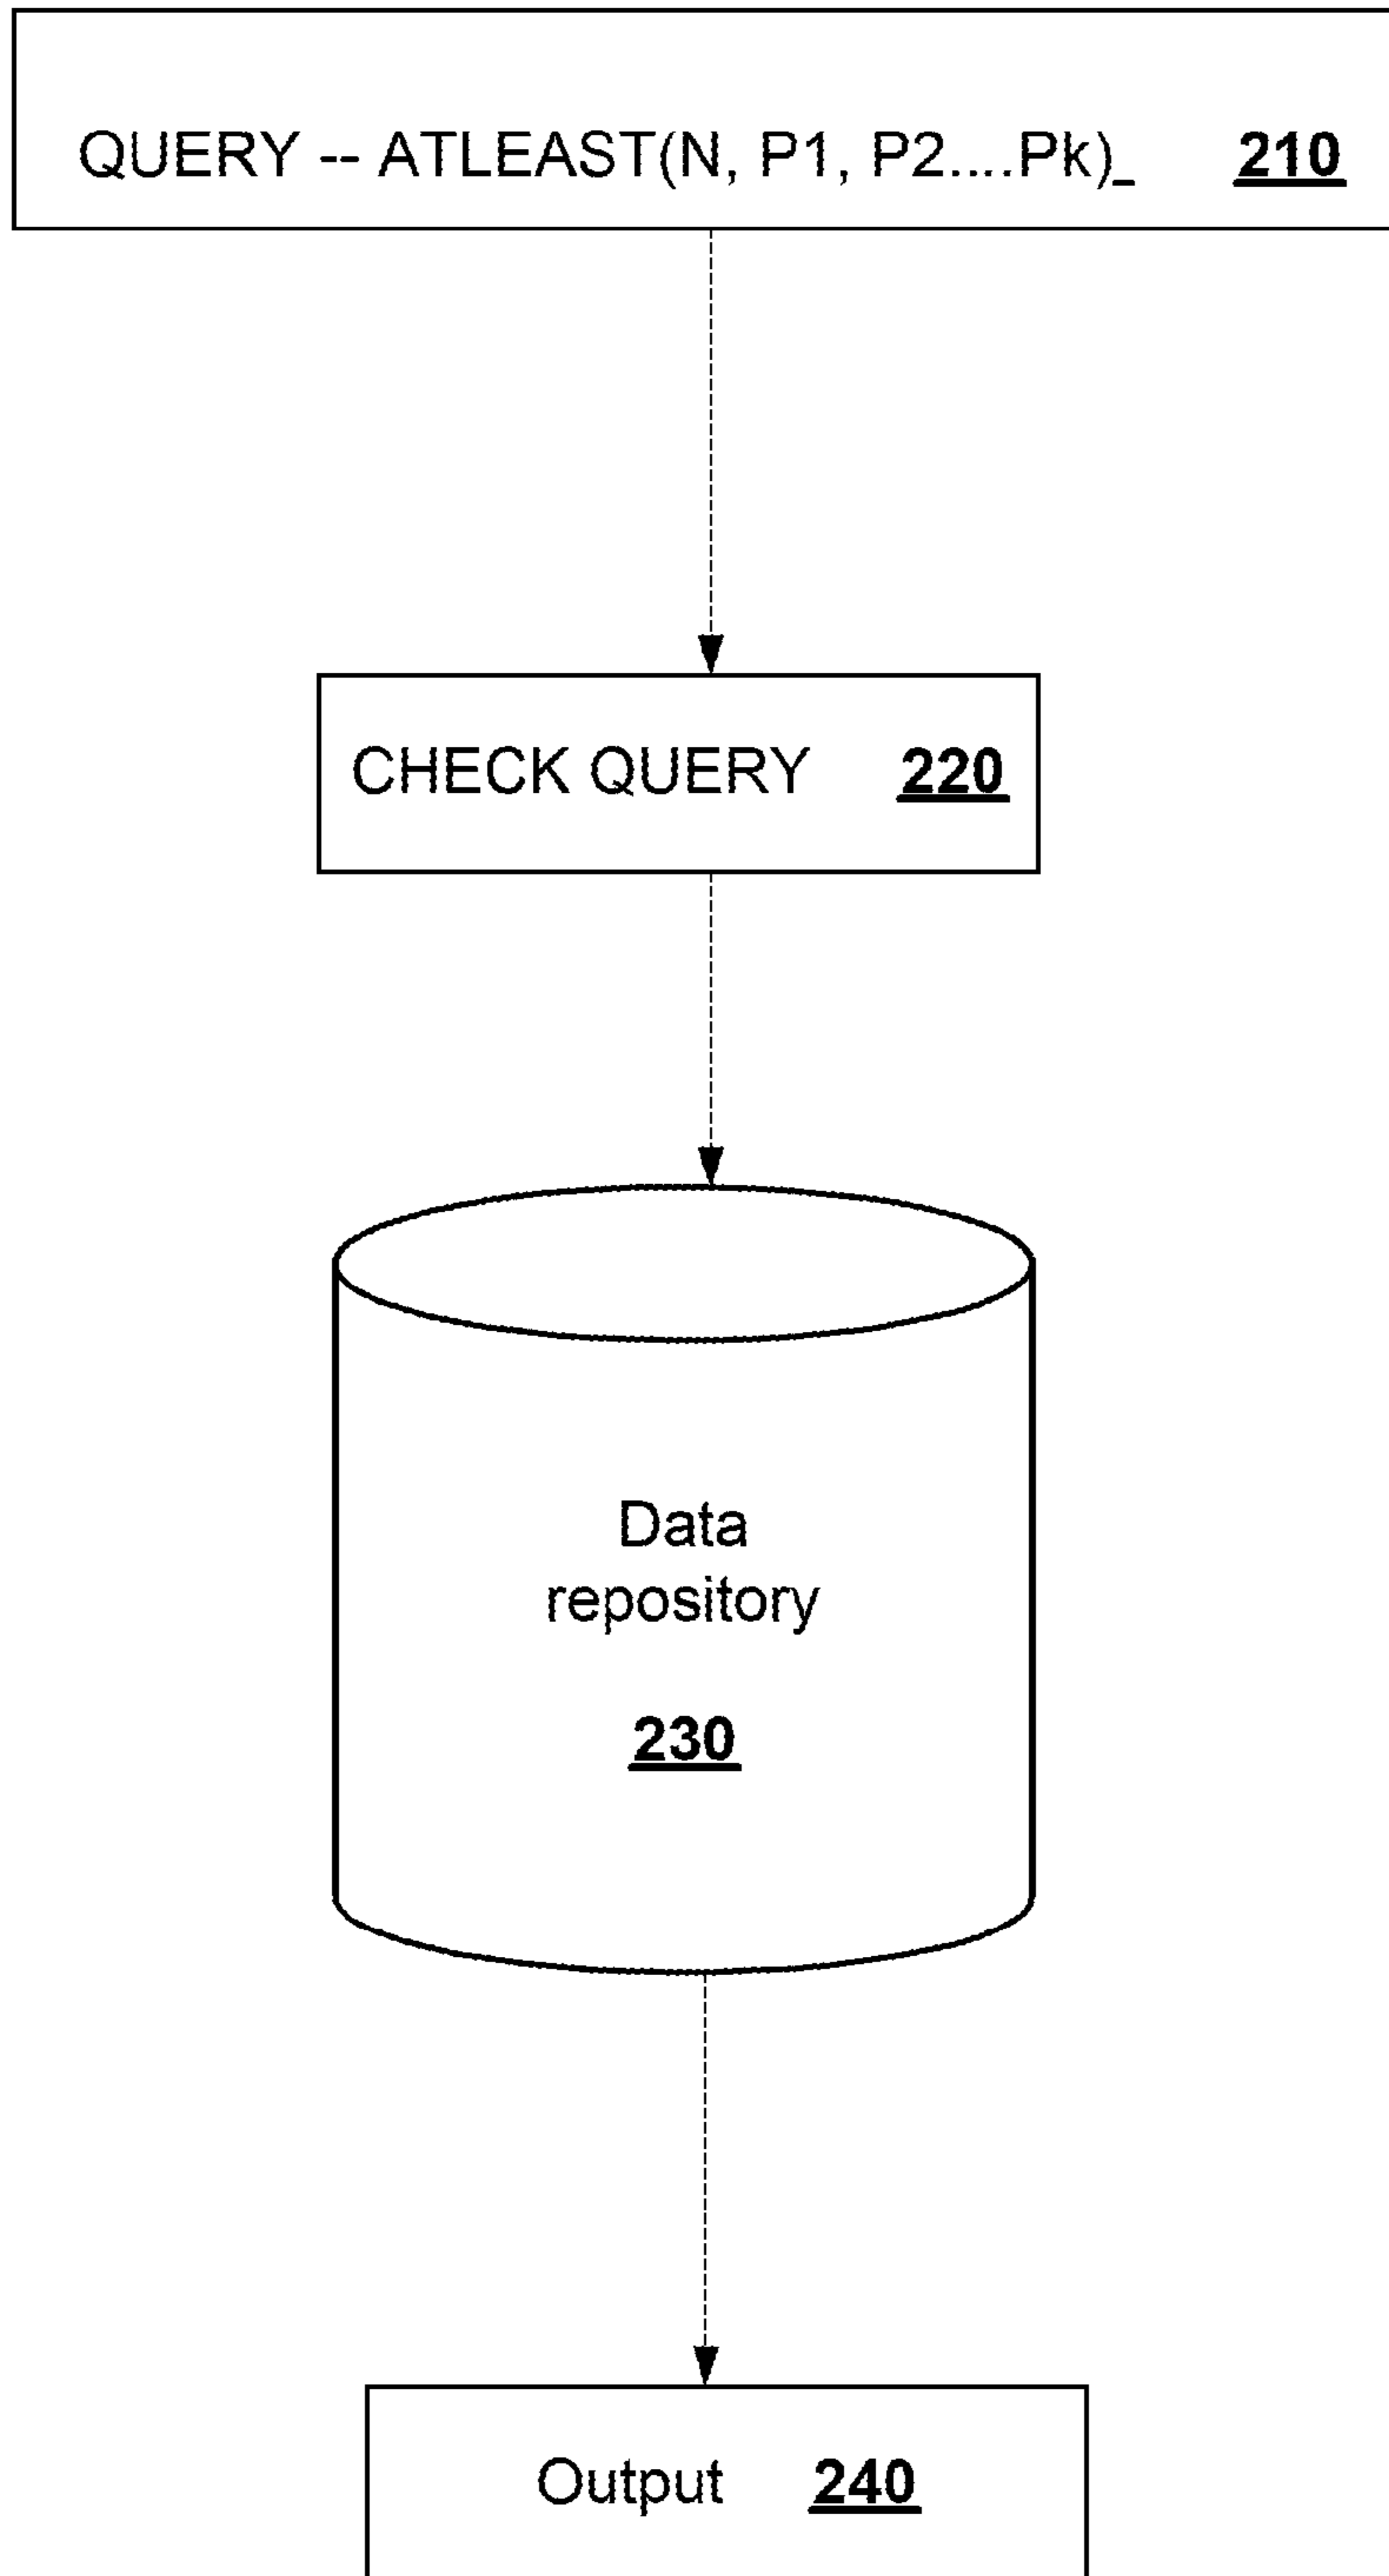 QUERY -- ATLEAST(N, P1, P2....Pk)_ 210
CHECK QUERY 220
Data
repository
230
Output 240